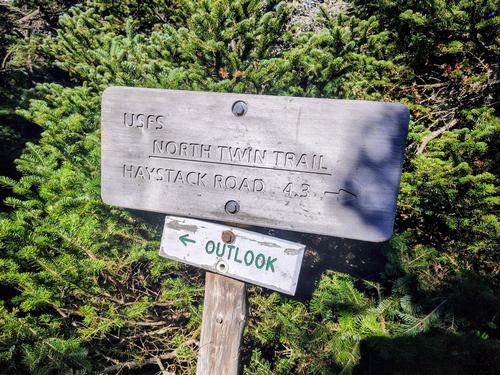 USFS
NORTH TWIN TRAIL
HAYSTACK ROAD 4.3 →
← OUTLOOK